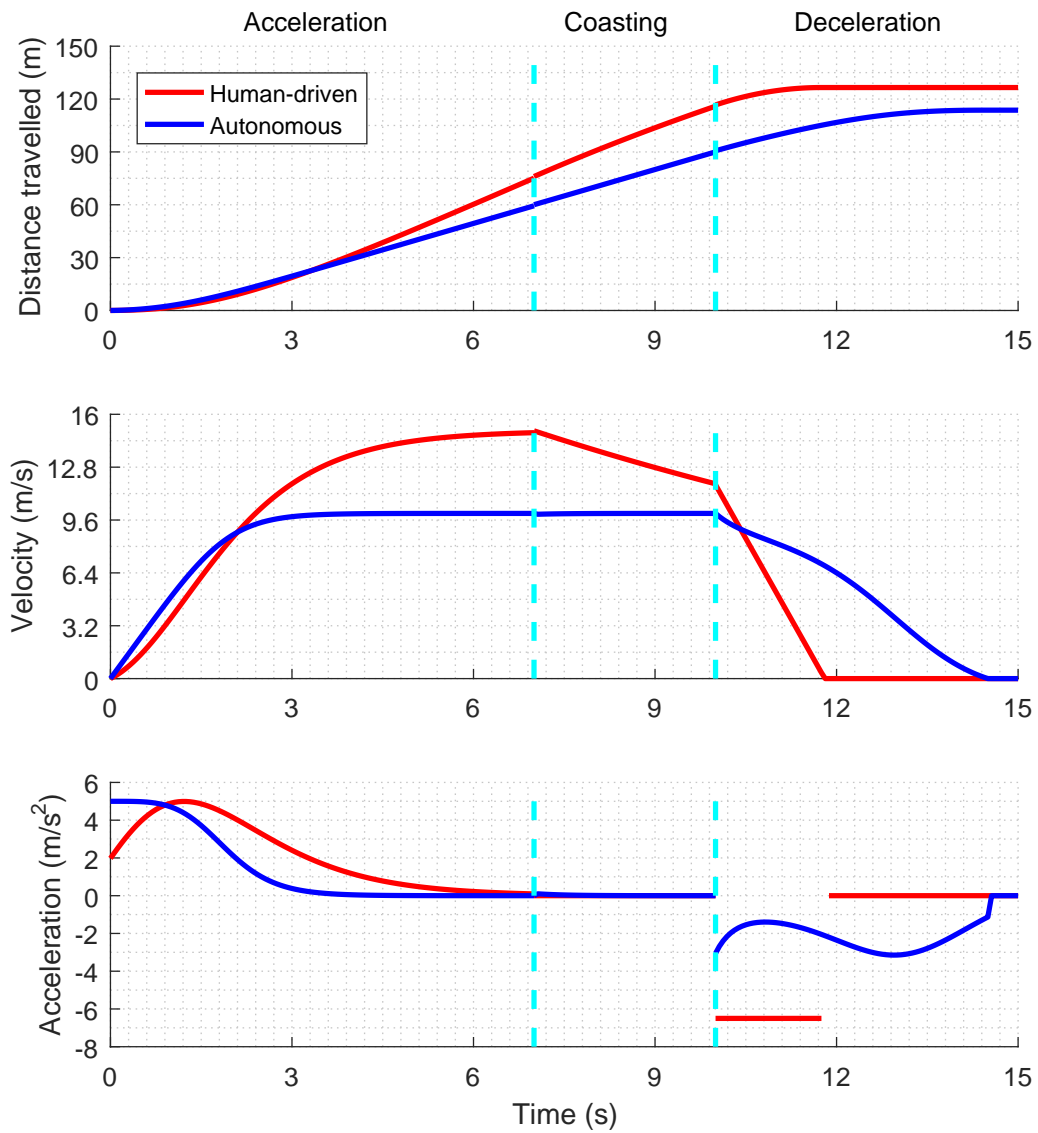 Acceleration Coasting Deceleration
Distance travelled (m)
150
120
90
60
30
0
Human-driven
Autonomous
0 3 6 9 12 15
Velocity (m/s)
16
12.8
9.6
6.4
3.2
0
0 3 6 9 12 15
Acceleration (m/s²)
6
4
2
0
-2
-4
-6
-8
0 3 6 9 12 15
Time (s)